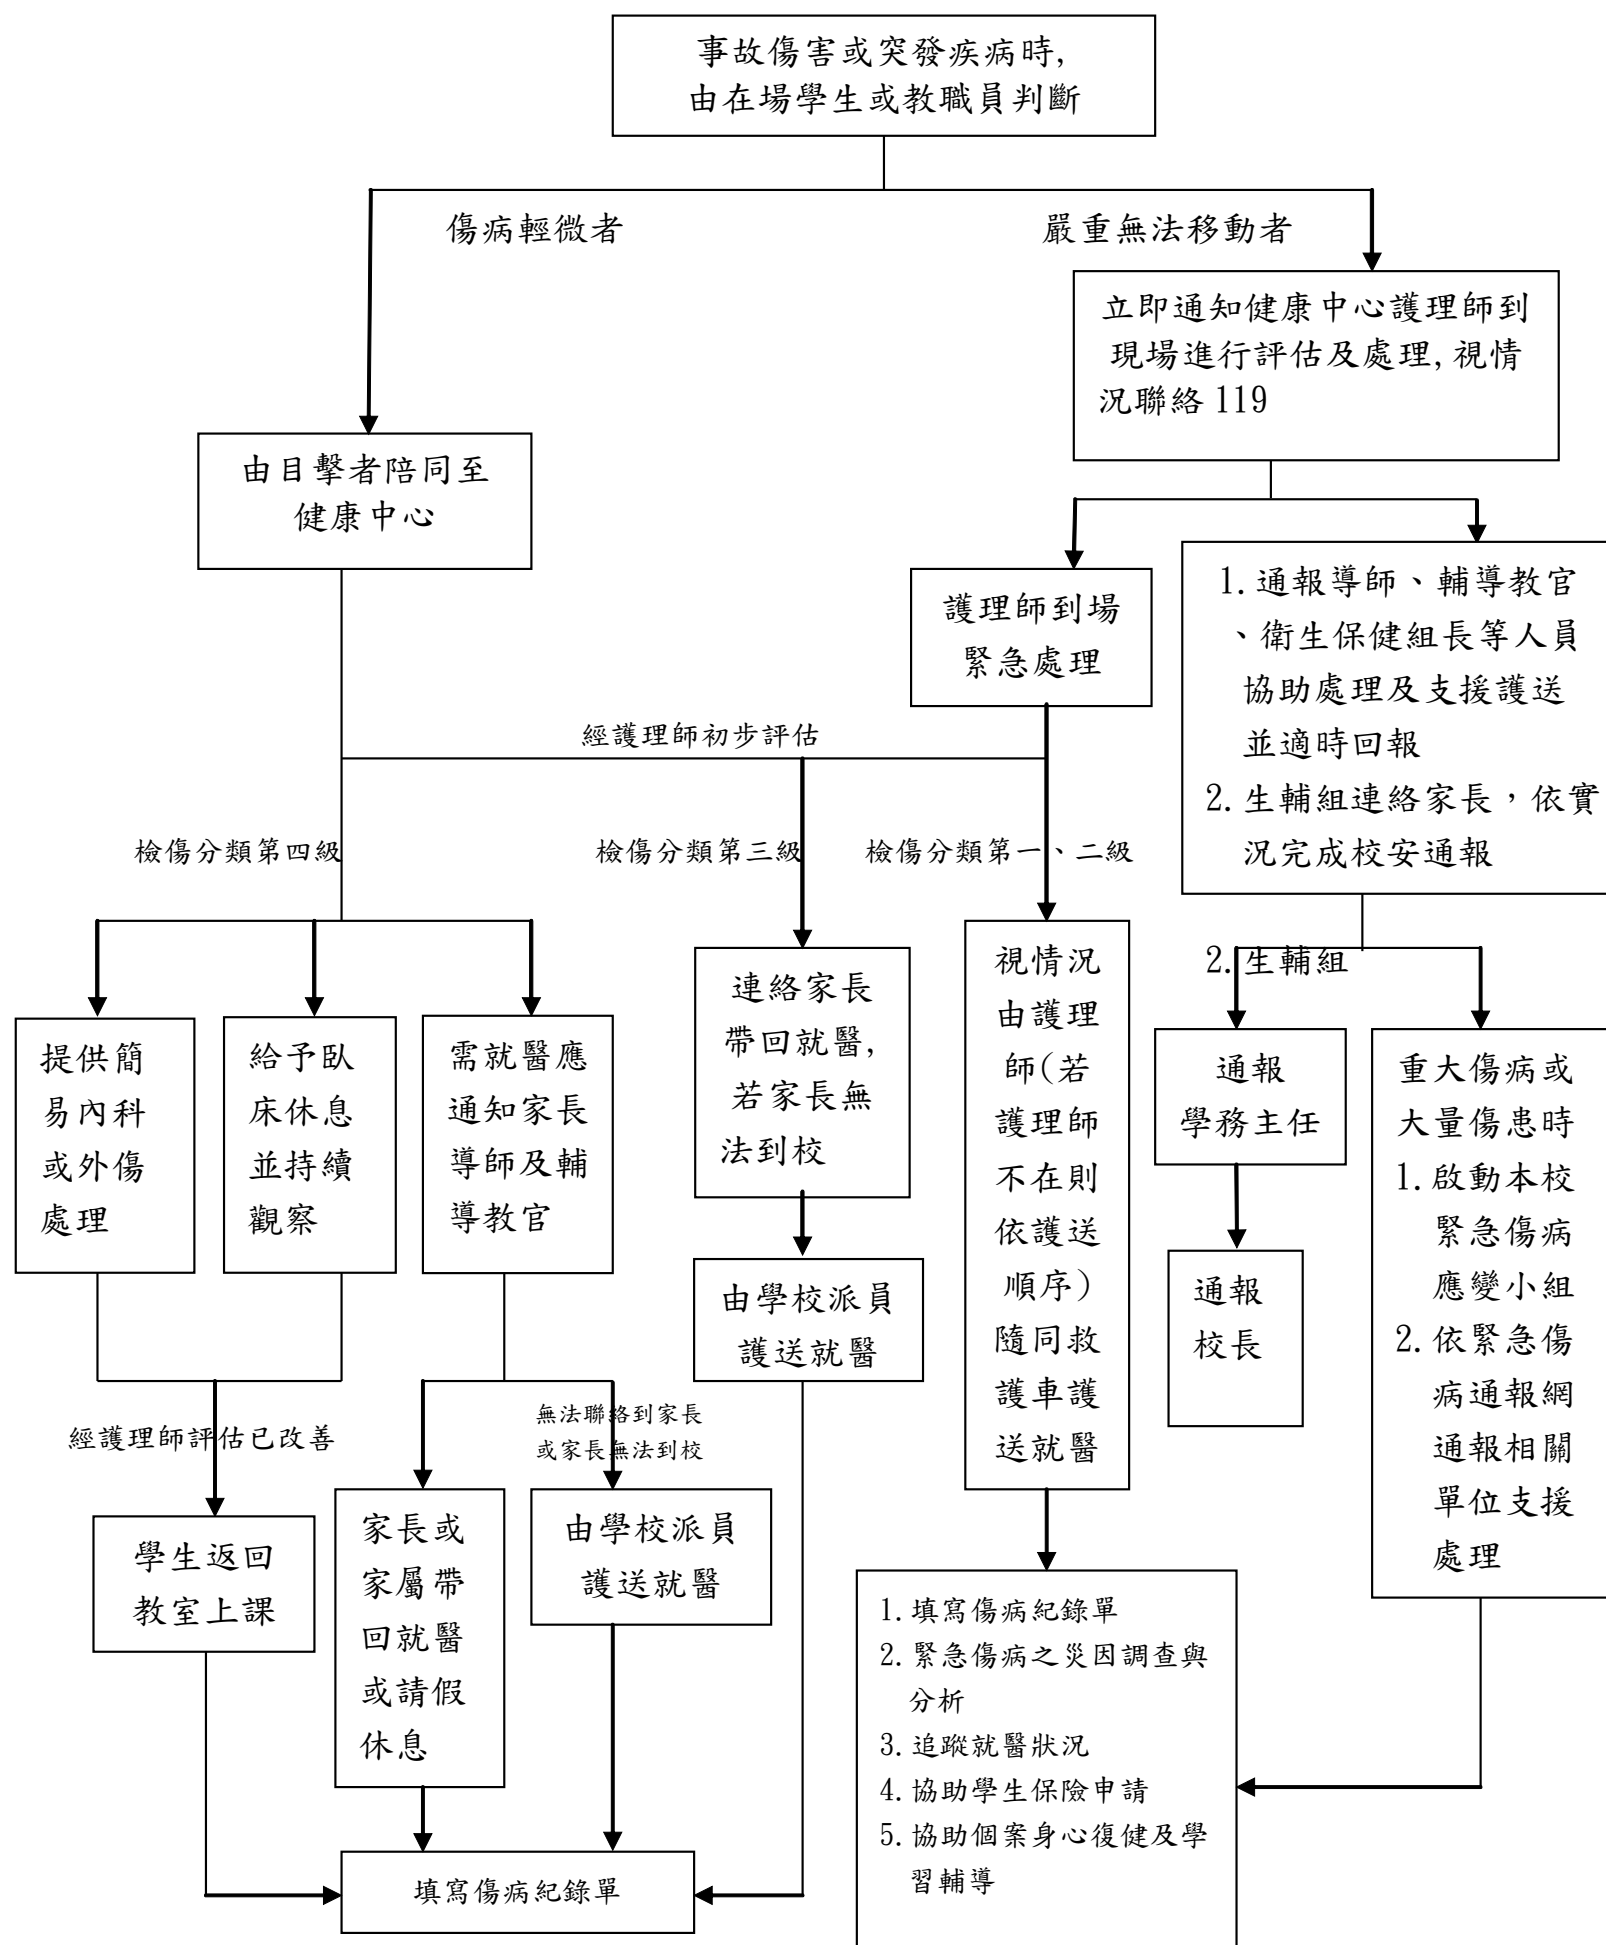 事故傷害或突發疾病時,
由在場學生或教職員判斷
傷病輕微者
嚴重無法移動者
立即通知健康中心護理師到
現場進行評估及處理,視情
況聯絡 119
由目擊者陪同至
健康中心
護理師到場
緊急處理
1. 通報導師、輔導教官
、衛生保健組長等人員
協助處理及支援護送
並適時回報
2. 生輔組連絡家長，依實
況完成校安通報
經護理師初步評估
檢傷分類第四級
檢傷分類第三級
檢傷分類第一、二級
2. 生輔組
提供簡
易內科
或外傷
處理
給予臥
床休息
並持續
觀察
需就醫應
通知家長
導師及輔
導教官
連絡家長
帶回就醫,
若家長無
法到校
視情況
由護理
師(若
護理師
不在則
依護送
順序)
隨同救
護車護
送就醫
通報
學務主任
重大傷病或
大量傷患時
1. 啟動本校
緊急傷病
應變小組
2. 依緊急傷
病通報網
通報相關
單位支援
處理
由學校派員
護送就醫
通報
校長
經護理師評估已改善
無法聯絡到家長
或家長無法到校
學生返回
教室上課
家長或
家屬帶
回就醫
或請假
休息
由學校派員
護送就醫
1. 填寫傷病紀錄單
2. 緊急傷病之災因調查與
分析
3. 追蹤就醫狀況
4. 協助學生保險申請
5. 協助個案身心復健及學
習輔導
填寫傷病紀錄單